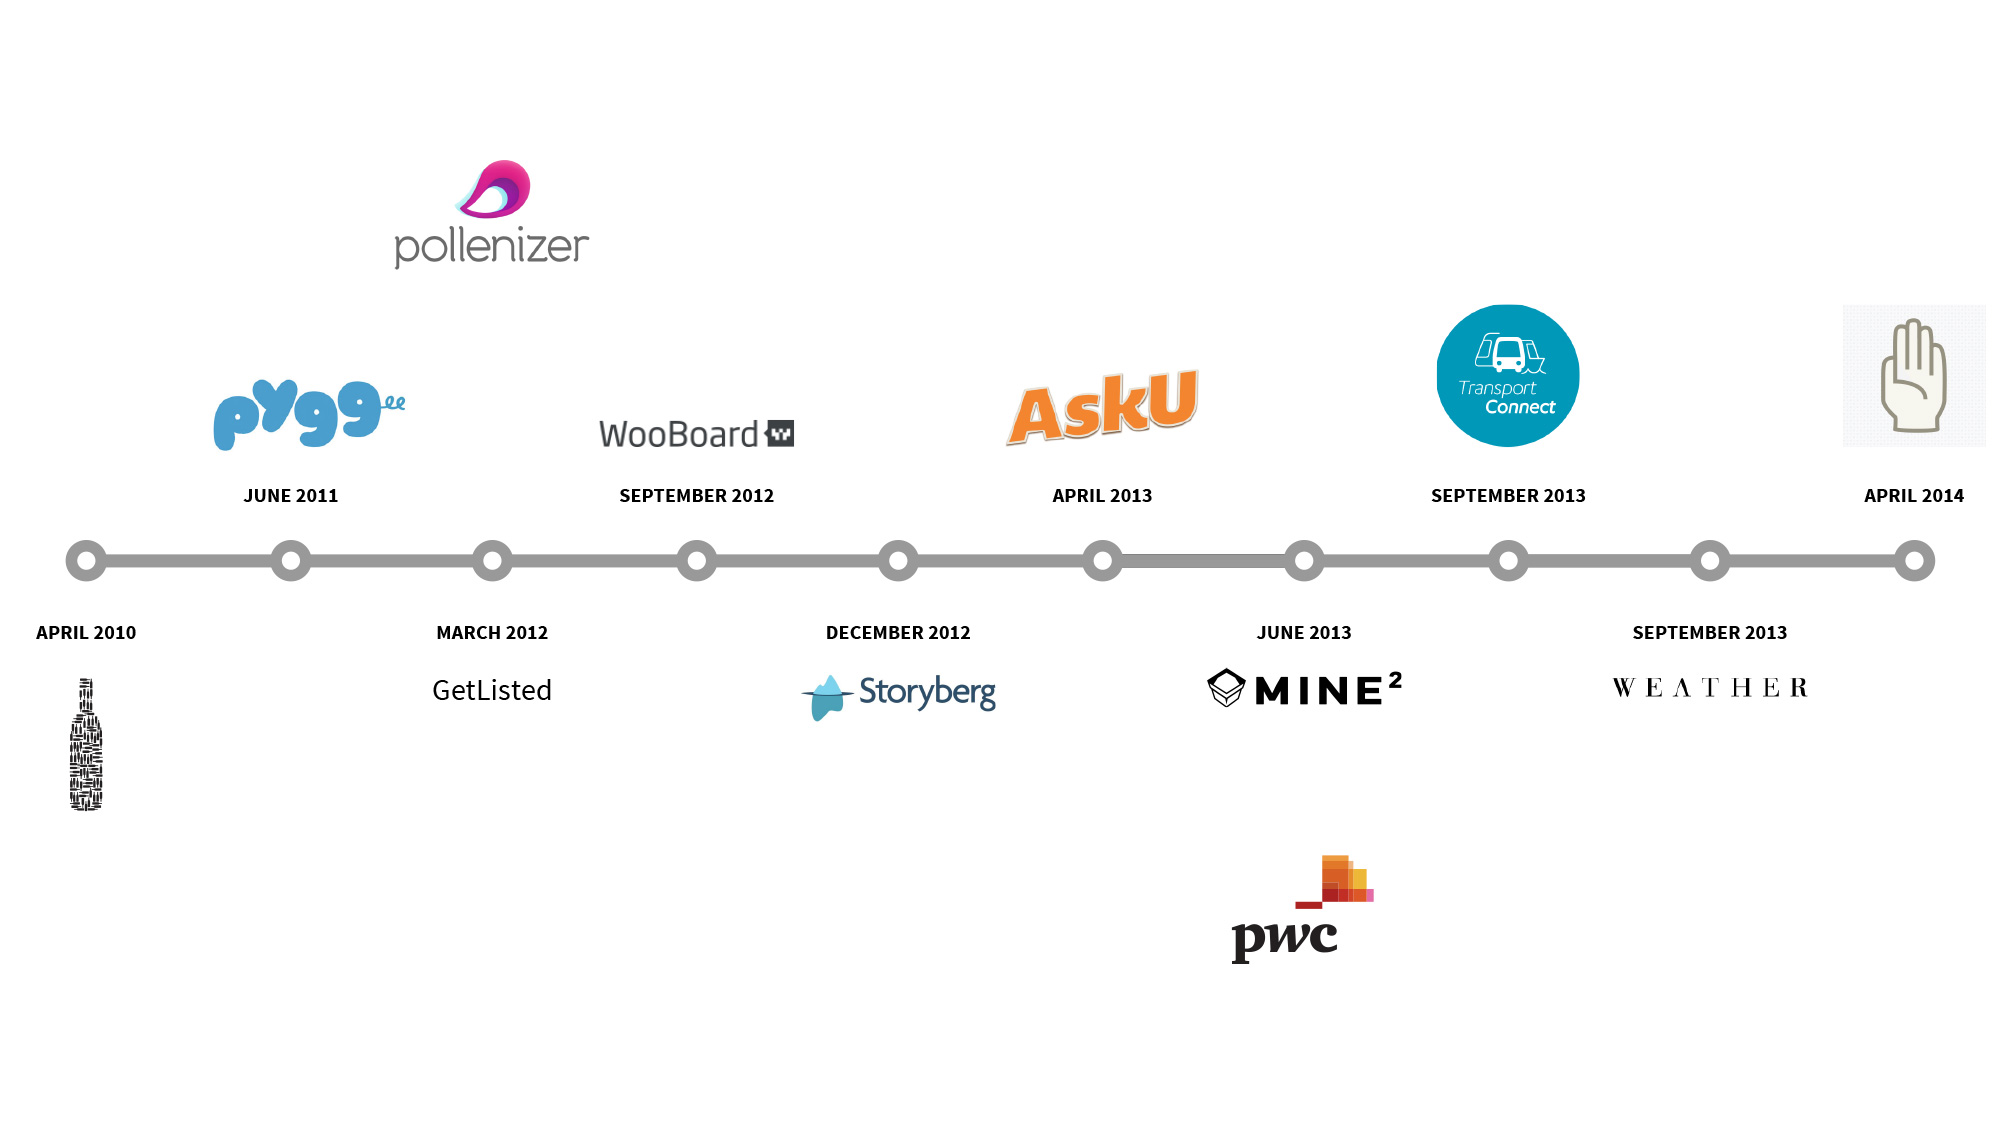 pollenizer
pygg
WooBoard
AskU
Transport
Connect
JUNE 2011
SEPTEMBER 2012
APRIL 2013
SEPTEMBER 2013
APRIL 2014
APRIL 2010
MARCH 2012
DECEMBER 2012
JUNE 2013
SEPTEMBER 2013
GetListed
Storyberg
MINE²
WEATHER
pwc